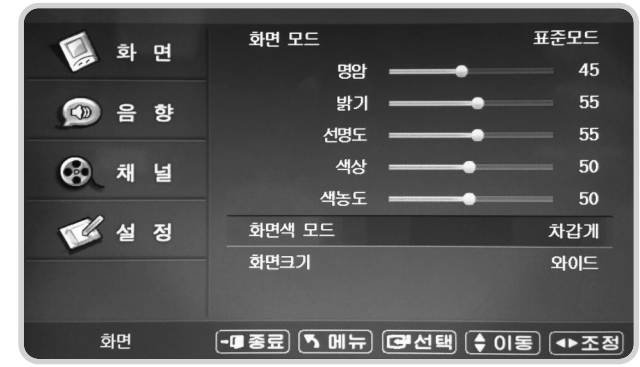 화면
음향
채널
설정
화면 모드 표준모드
명암 45
밝기 55
선명도 55
색상 50
색농도 50
화면색 모드 차갑게
화면크기 와이드
화면 종료 메뉴 선택 이동 조정